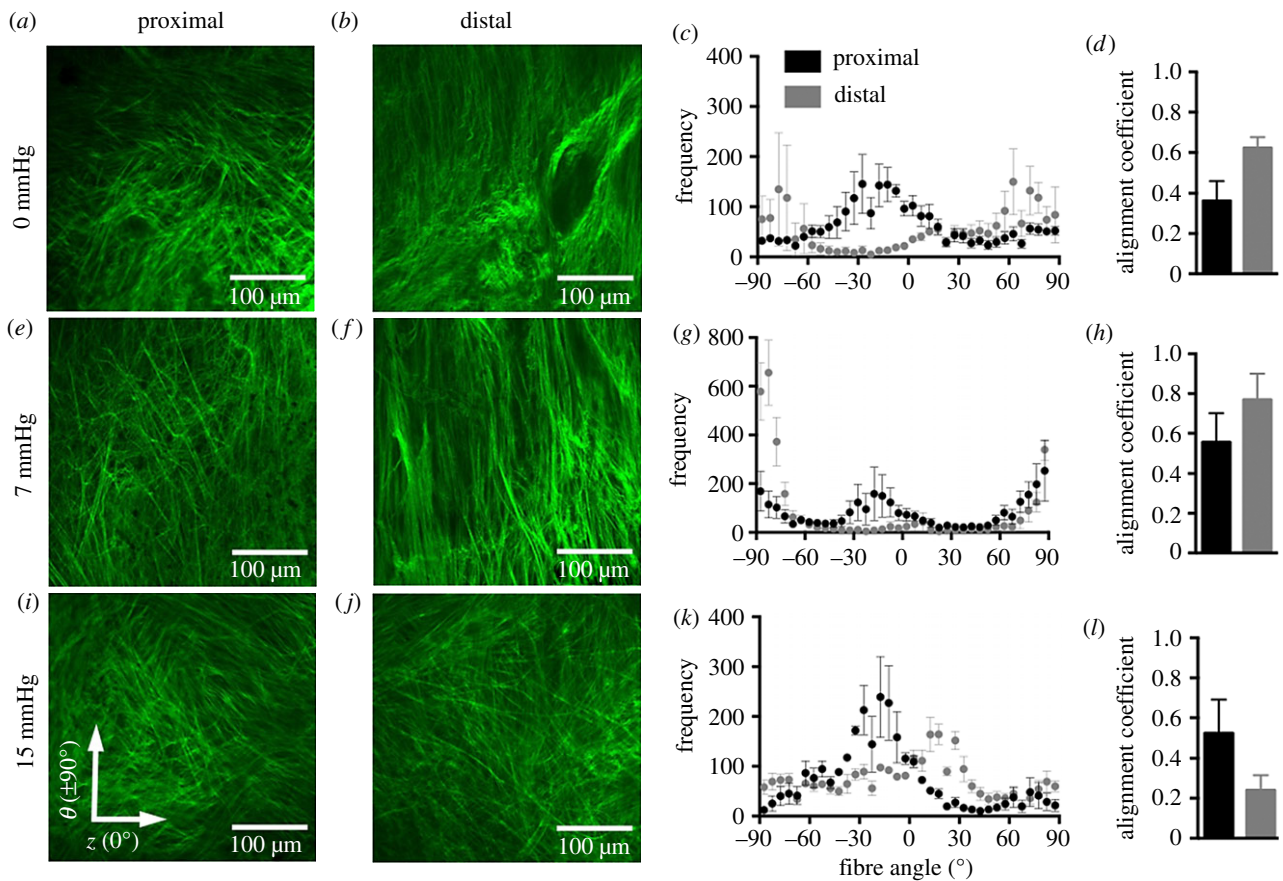 (a) proximal (b) distal
0 mmHg
100 µm
100 µm
(c)
400
300
200
100
0
frequency
proximal
distal
–90 –60 –30 0 30 60 90
(d)
1.0
0.8
0.6
0.4
0.2
0
alignment coefficient
(e)
7 mmHg
100 µm
(f)
100 µm
(g)
800
600
400
200
0
frequency
–90 –60 –30 0 30 60 90
(h)
1.0
0.8
0.6
0.4
0.2
0
alignment coefficient
(i)
15 mmHg
θ (±90°)
z (0°)
100 µm
(j)
100 µm
(k)
400
300
200
100
0
frequency
–90 –60 –30 0 30 60 90
fibre angle (°)
(l)
1.0
0.8
0.6
0.4
0.2
0
alignment coefficient